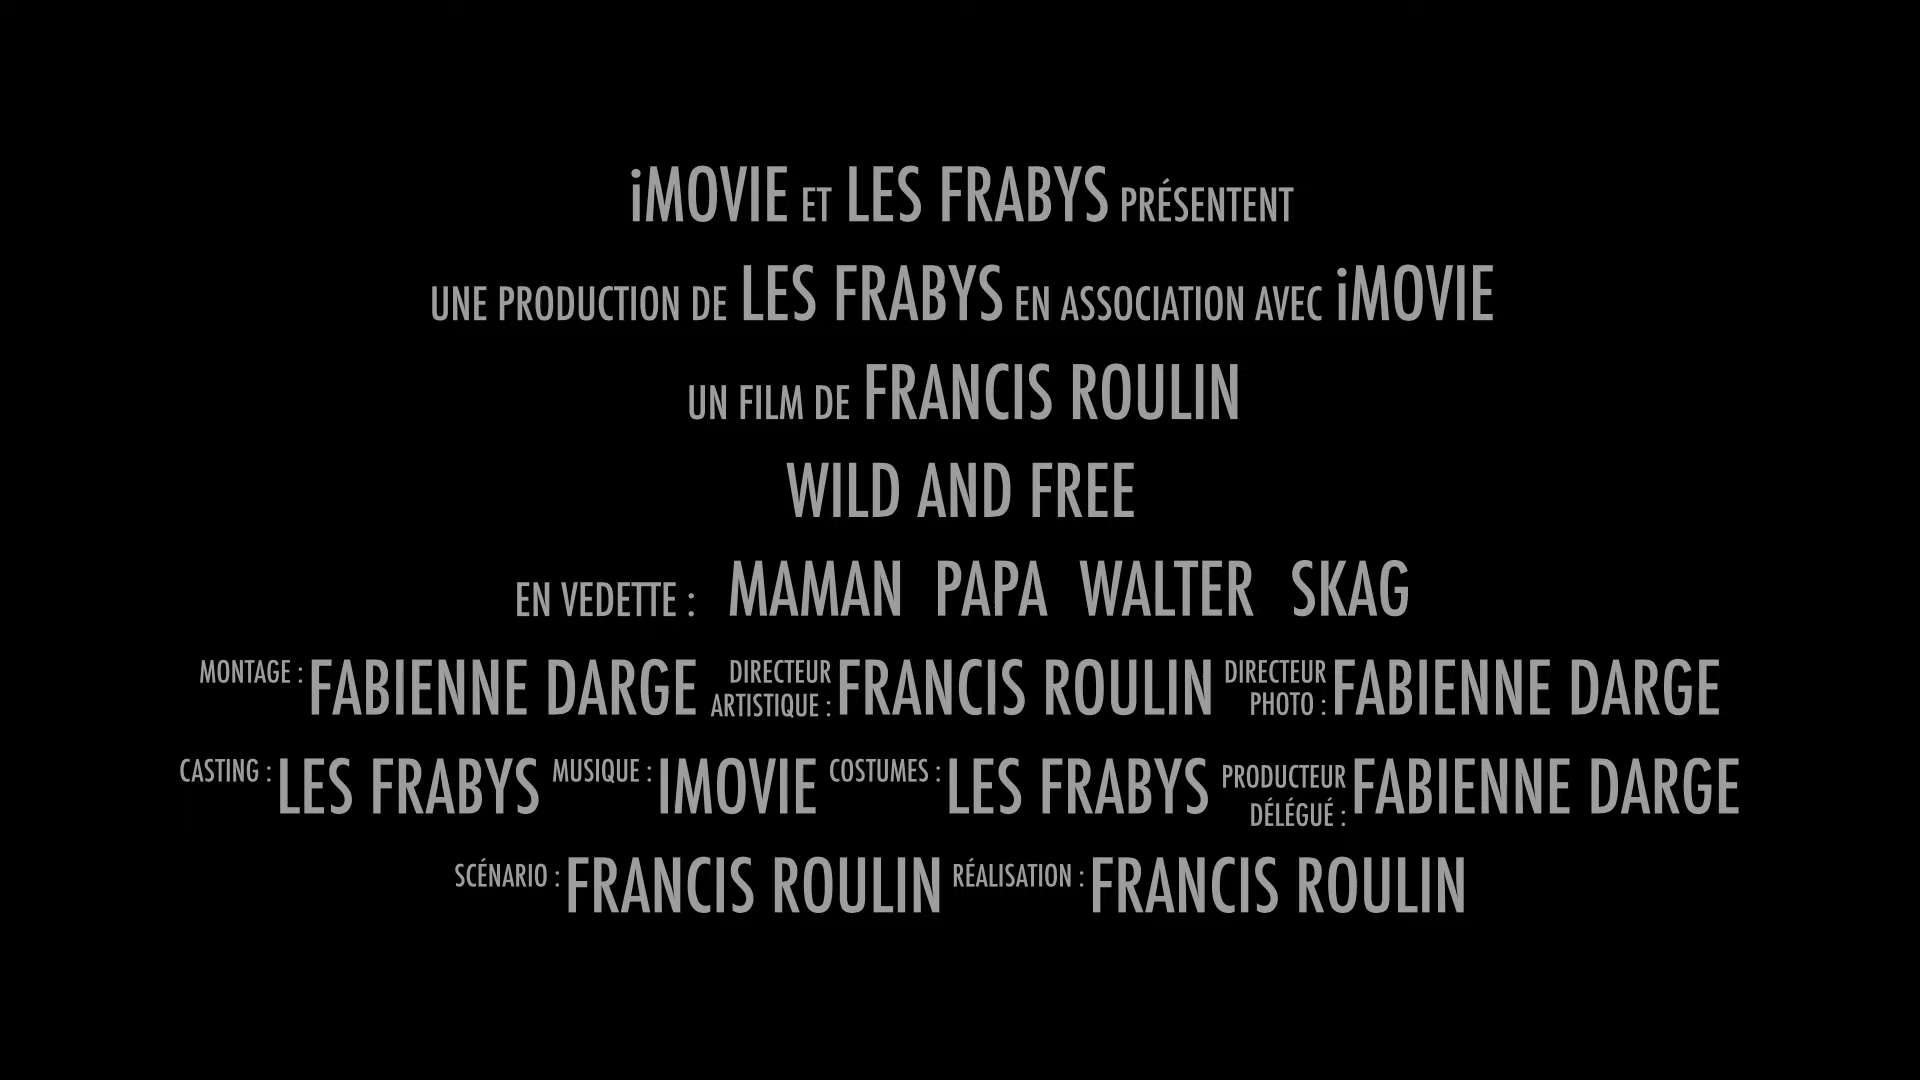 iMOVIE ET LES FRABYS PRÉSENTENT
UNE PRODUCTION DE LES FRABYS EN ASSOCIATION AVEC iMOVIE
UN FILM DE FRANCIS ROULIN
WILD AND FREE
EN VEDETTE : MAMAN PAPA WALTER SKAG
MONTAGE : FABIENNE DARGE DIRECTEUR ARTISTIQUE : FRANCIS ROULIN DIRECTEUR PHOTO : FABIENNE DARGE
CASTING : LES FRABYS MUSIQUE : IMOVIE COSTUMES : LES FRABYS PRODUCTEUR DÉLÉGUÉ : FABIENNE DARGE
SCÉNARIO : FRANCIS ROULIN RÉALISATION : FRANCIS ROULIN